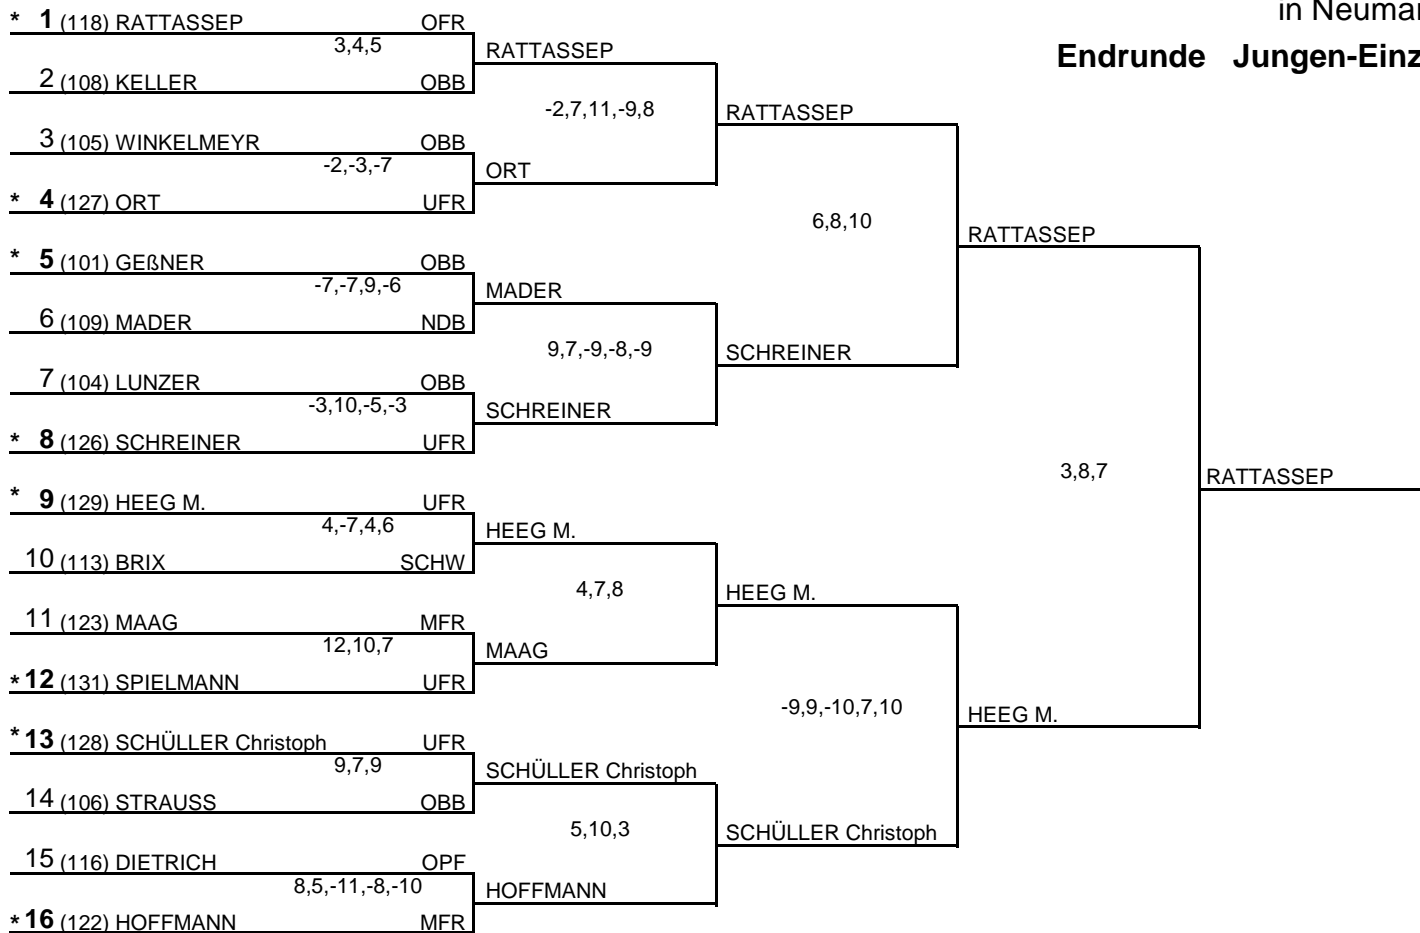 in Neumar
Endrunde Jungen-Einz
* 1 (118) RATTASSEP OFR
3,4,5
RATTASSEP
2 (108) KELLER OBB
-2,7,11,-9,8
RATTASSEP
3 (105) WINKELMEYR OBB
-2,-3,-7
ORT
* 4 (127) ORT UFR
6,8,10
RATTASSEP
* 5 (101) GEßNER OBB
-7,-7,9,-6
MADER
6 (109) MADER NDB
9,7,-9,-8,-9
SCHREINER
7 (104) LUNZER OBB
-3,10,-5,-3
SCHREINER
* 8 (126) SCHREINER UFR
3,8,7
RATTASSEP
* 9 (129) HEEG M. UFR
4,-7,4,6
HEEG M.
10 (113) BRIX SCHW
4,7,8
HEEG M.
11 (123) MAAG MFR
12,10,7
MAAG
* 12 (131) SPIELMANN UFR
-9,9,-10,7,10
HEEG M.
* 13 (128) SCHÜLLER Christoph UFR
9,7,9
SCHÜLLER Christoph
14 (106) STRAUSS OBB
5,10,3
SCHÜLLER Christoph
15 (116) DIETRICH OPF
8,5,-11,-8,-10
HOFFMANN
* 16 (122) HOFFMANN MFR